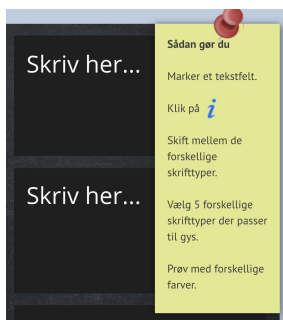 Skriv her...
Skriv her...
Sådan gør du
Marker et tekstfelt.
Klik på i
Skift mellem de
forskellige
skrifttyper.
Vælg 5 forskellige
skrifttyper der passer
til gys.
Prøv med forskellige
farver.